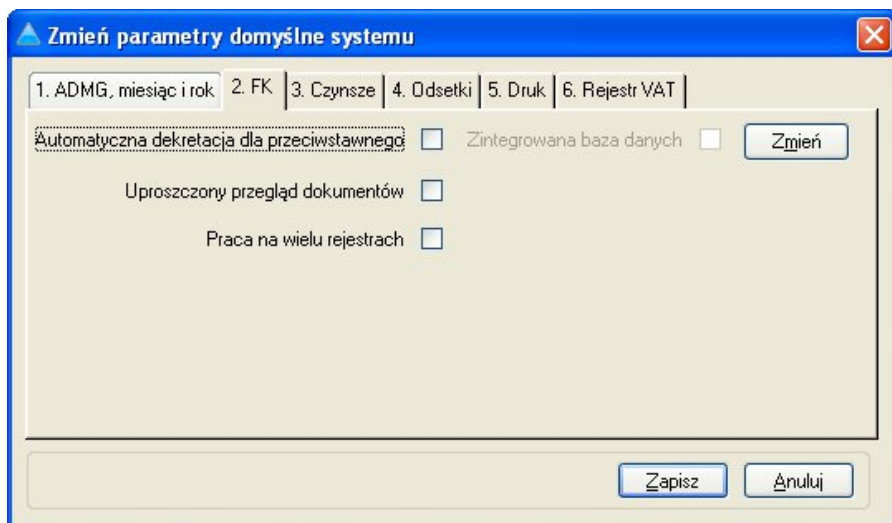 Zmień parametry domyślne systemu
1. ADMG, miesiąc i rok 2. FK 3. Czynsze 4. Odsetki 5. Druk 6. Rejestr VAT
Automatyczna dekretacja dla przeciwstawnego Zintegrowana baza danych Zmień
Uproszczony przegląd dokumentów
Praca na wielu rejestrach
Zapisz Anuluj